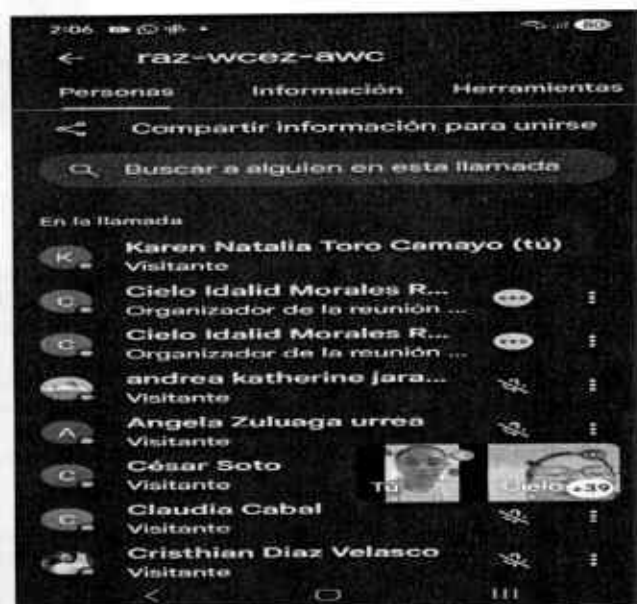 2:06 80
raz-wcez-awc
Personas Información Herramientas
Compartir información para unirse
Buscar a alguien en esta llamada
En la llamada
K Karen Natalia Toro Camayo (tú)
Visitante
C Cielo Idalid Morales R...
Organizador de la reunión ...
C Cielo Idalid Morales R...
Organizador de la reunión ...
andrea katherine jara...
Visitante
A Angela Zuluaga urrea
Visitante
C César Soto
Visitante
Tú Cielo +39
C Claudia Cabal
Visitante
Cristhian Diaz Velasco
Visitante